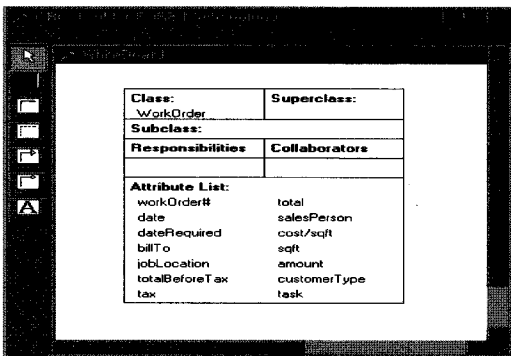 Class: Superclass:
WorkOrder
Subclass:
Responsibilities Collaborators
Attribute List:
workOrder# total
date salesPerson
dateRequired cost/sqft
billTo sqft
jobLocation amount
totalBeforeTax customerType
tax task
A